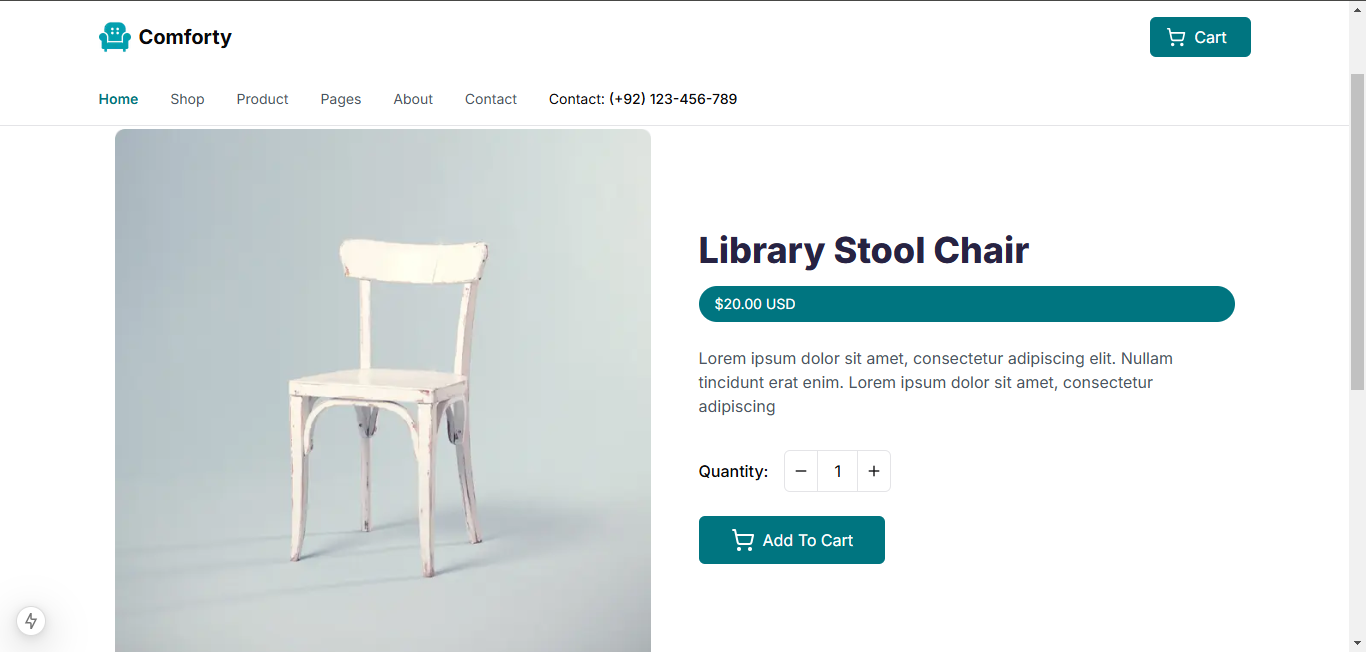 Comforty
Cart
Home Shop Product Pages About Contact Contact: (+92) 123-456-789
Library Stool Chair
$20.00 USD
Lorem ipsum dolor sit amet, consectetur adipiscing elit. Nullam
tincidunt erat enim. Lorem ipsum dolor sit amet, consectetur
adipiscing
Quantity: − 1 +
Add To Cart